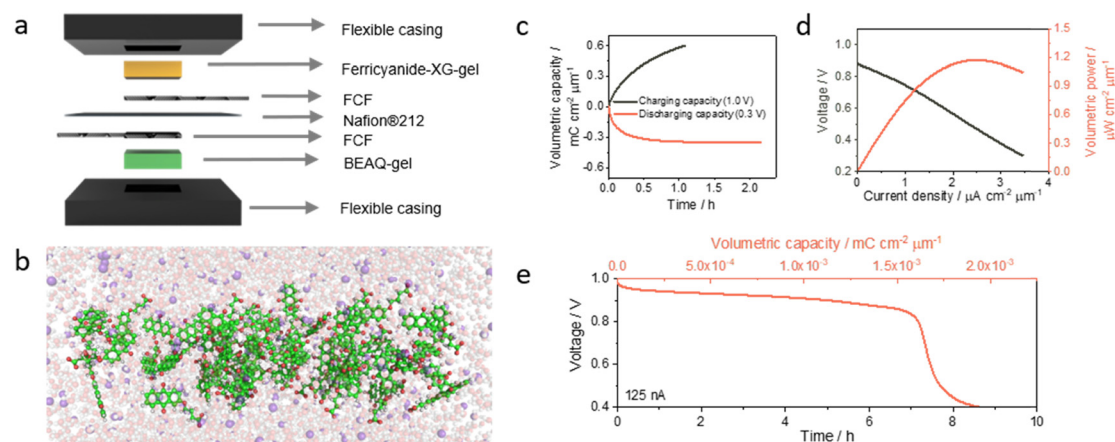 a
Flexible casing
Ferricyanide-XG-gel
FCF
Nafion®212
FCF
BEAQ-gel
Flexible casing
b
c
Volumetric capacity /
mC cm⁻² μm⁻¹
0.6
0.3
0.0
-0.3
-0.6
Charging capacity (1.0 V)
Discharging capacity (0.3 V)
0.0 0.5 1.0 1.5 2.0
Time / h
d
Voltage / V
1.0
0.8
0.6
0.4
0.2
0 1 2 3 4
Current density / μA cm⁻² μm⁻¹
1.5
1.2
0.9
0.6
0.3
0.0
Volumetric power /
μW cm⁻² μm⁻¹
e
Volumetric capacity / mC cm⁻² μm⁻¹
0.0 5.0x10⁻⁴ 1.0x10⁻³ 1.5x10⁻³ 2.0x10⁻³
Voltage / V
1.0
0.8
0.6
0.4
125 nA
0 2 4 6 8 10
Time / h